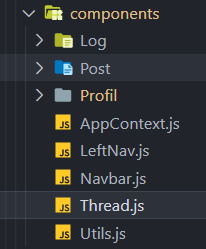 components
Log
Post
Profil
JS AppContext.js
JS LeftNav.js
JS Navbar.js
JS Thread.js
JS Utils.js